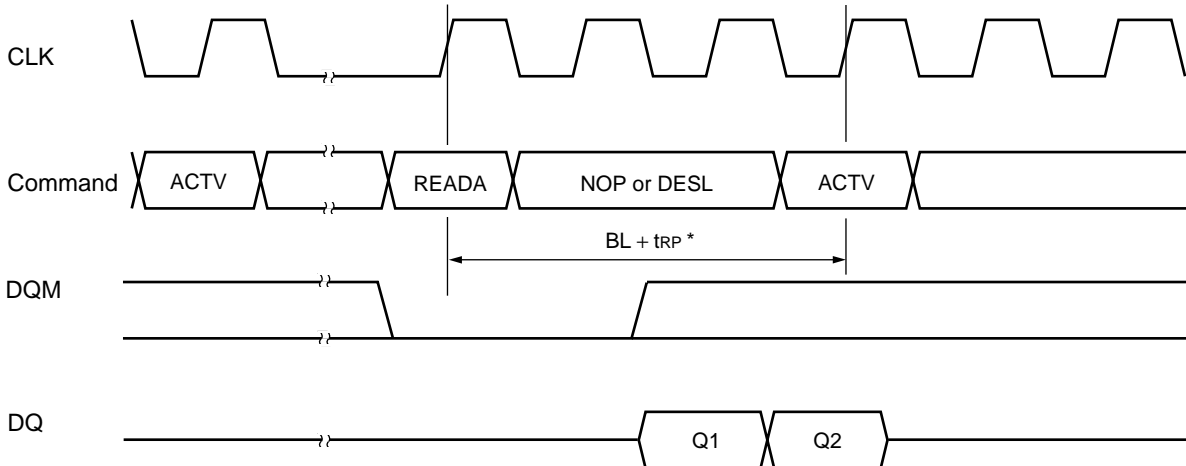 CLK
Command ACTV READA NOP or DESL ACTV
BL + tRP *
DQM
DQ Q1 Q2